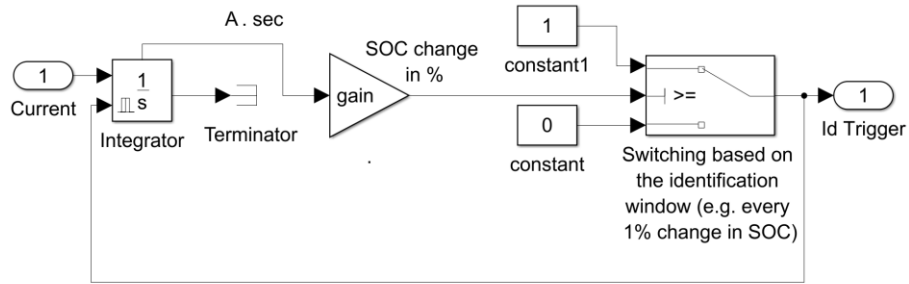 A . sec
1
Current
1
s
Integrator
Terminator
gain
SOC change
in %
1
constant1
0
constant
>=
Switching based on
the identification
window (e.g. every
1% change in SOC)
1
Id Trigger